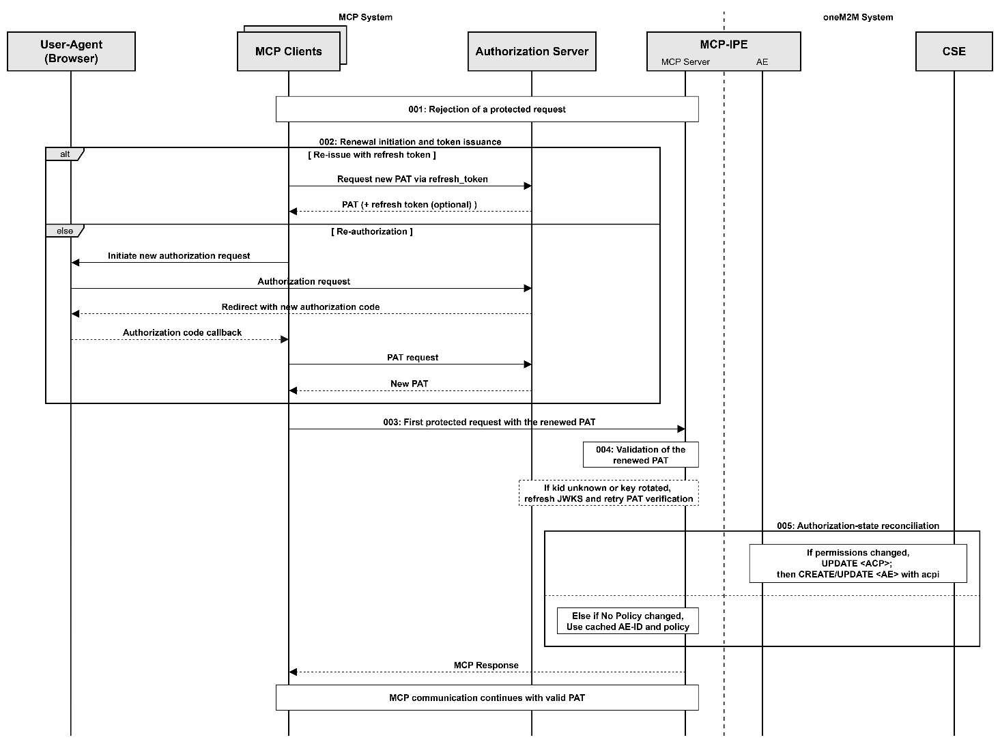 MCP System
oneM2M System
User-Agent
(Browser)
MCP Clients
Authorization Server
MCP-IPE
MCP Server
AE
CSE
001: Rejection of a protected request
002: Renewal initiation and token issuance
alt
[ Re-issue with refresh token ]
Request new PAT via refresh_token
PAT (+ refresh token (optional) )
else
[ Re-authorization ]
Initiate new authorization request
Authorization request
Redirect with new authorization code
Authorization code callback
PAT request
New PAT
003: First protected request with the renewed PAT
004: Validation of the
renewed PAT
If kid unknown or key rotated,
refresh JWKS and retry PAT verification
005: Authorization-state reconciliation
If permissions changed,
UPDATE <ACP>;
then CREATE/UPDATE <AE> with acpi
Else if No Policy changed,
Use cached AE-ID and policy
MCP Response
MCP communication continues with valid PAT